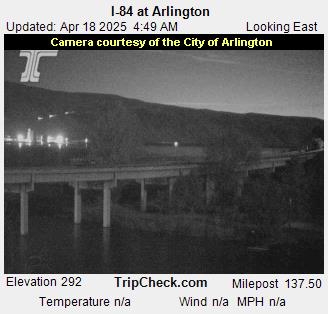 I-84 at Arlington
Updated: Apr 18 2025 4:49 AM Looking East
Camera courtesy of the City of Arlington
Elevation 292 TripCheck.com Milepost 137.50
Temperature n/a Wind n/a MPH n/a